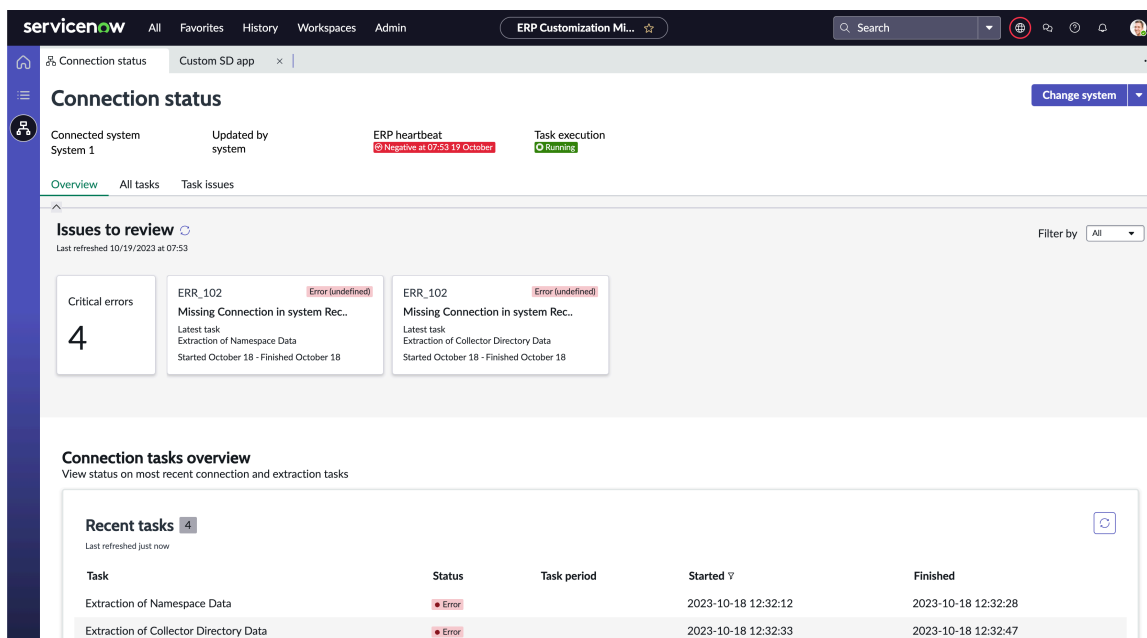 servicenow All Favorites History Workspaces Admin ERP Customization Mi... Search
Connection status Custom SD app ×
Connection status Change system
Connected system Updated by ERP heartbeat Task execution
System 1 system Negative at 07:53 19 October Running
Overview All tasks Task issues
Issues to review Filter by All
Last refreshed 10/19/2023 at 07:53
Critical errors
4
ERR_102 Error (undefined)
Missing Connection in system Rec..
Latest task
Extraction of Namespace Data
Started October 18 - Finished October 18
ERR_102 Error (undefined)
Missing Connection in system Rec..
Latest task
Extraction of Collector Directory Data
Started October 18 - Finished October 18
Connection tasks overview
View status on most recent connection and extraction tasks
Recent tasks 4
Last refreshed just now
Task Status Task period Started Finished
Extraction of Namespace Data Error 2023-10-18 12:32:12 2023-10-18 12:32:28
Extraction of Collector Directory Data Error 2023-10-18 12:32:33 2023-10-18 12:32:47